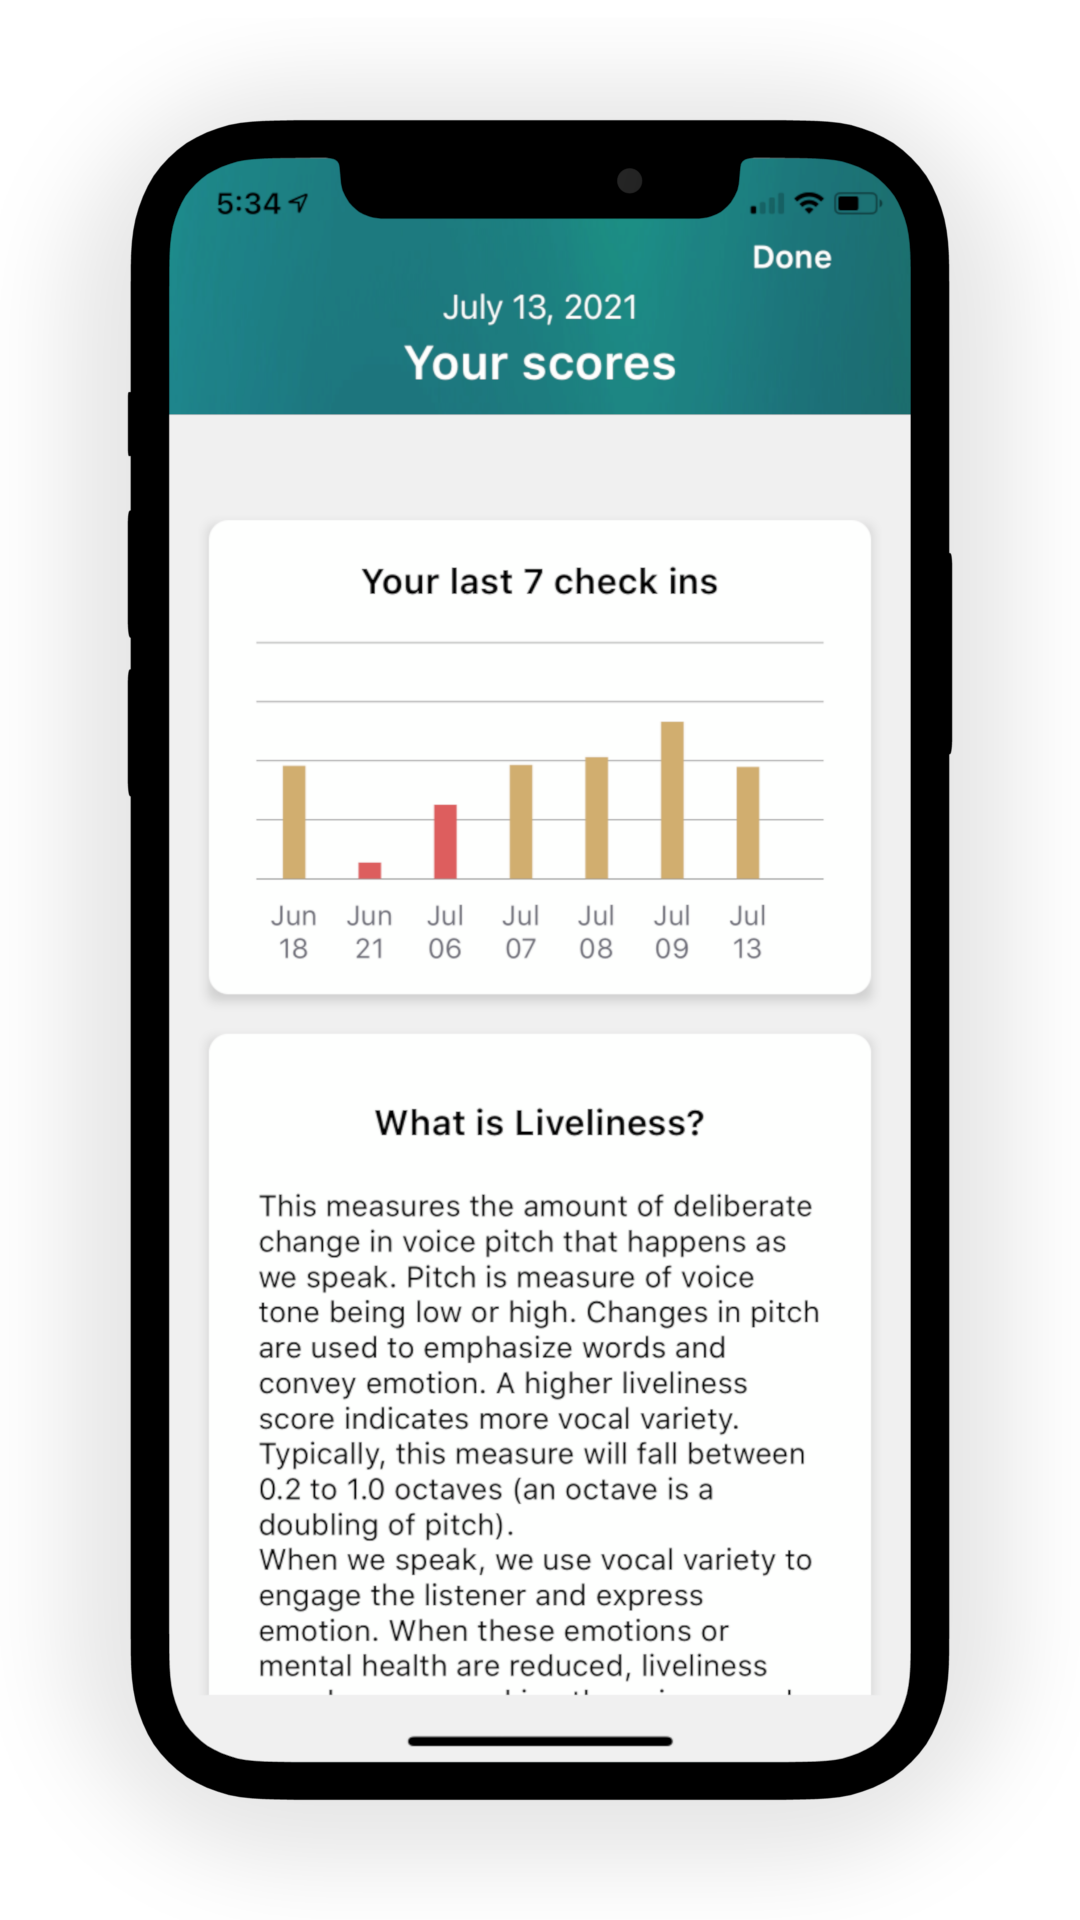 5:34
Done
July 13, 2021
Your scores
Your last 7 check ins
Jun Jun Jul Jul Jul Jul Jul
18 21 06 07 08 09 13
What is Liveliness?
This measures the amount of deliberate
change in voice pitch that happens as
we speak. Pitch is measure of voice
tone being low or high. Changes in pitch
are used to emphasize words and
convey emotion. A higher liveliness
score indicates more vocal variety.
Typically, this measure will fall between
0.2 to 1.0 octaves (an octave is a
doubling of pitch).
When we speak, we use vocal variety to
engage the listener and express
emotion. When these emotions or
mental health are reduced, liveliness